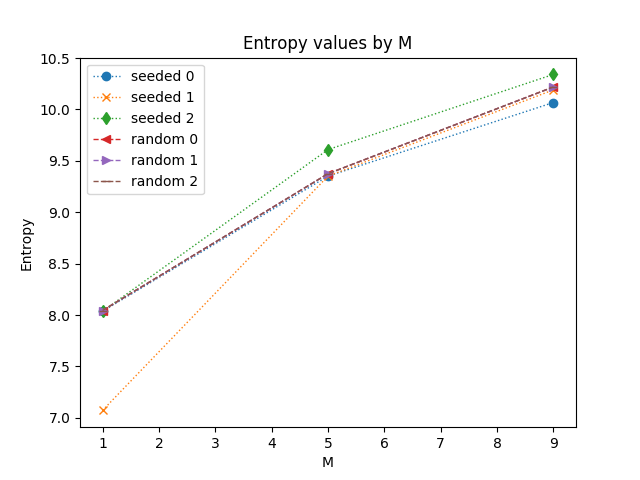 Entropy values by M
10.5
10.0
9.5
9.0
8.5
8.0
7.5
7.0
Entropy
seeded 0
seeded 1
seeded 2
random 0
random 1
random 2
1 2 3 4 5 6 7 8 9
M